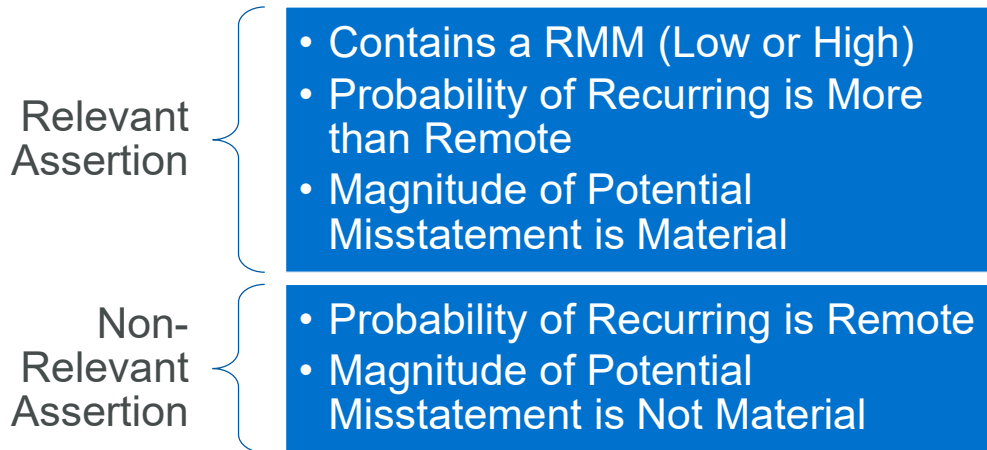 Relevant
Assertion
• Contains a RMM (Low or High)
• Probability of Recurring is More
than Remote
• Magnitude of Potential
Misstatement is Material
Non-
Relevant
Assertion
• Probability of Recurring is Remote
• Magnitude of Potential
Misstatement is Not Material